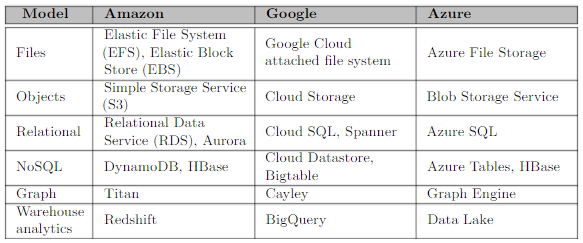 Model Amazon Google Azure
Files Elastic File System (EFS), Elastic Block Store (EBS) Google Cloud attached file system Azure File Storage
Objects Simple Storage Service (S3) Cloud Storage Blob Storage Service
Relational Relational Data Service (RDS), Aurora Cloud SQL, Spanner Azure SQL
NoSQL DynamoDB, HBase Cloud Datastore, Bigtable Azure Tables, HBase
Graph Titan Cayley Graph Engine
Warehouse analytics Redshift BigQuery Data Lake